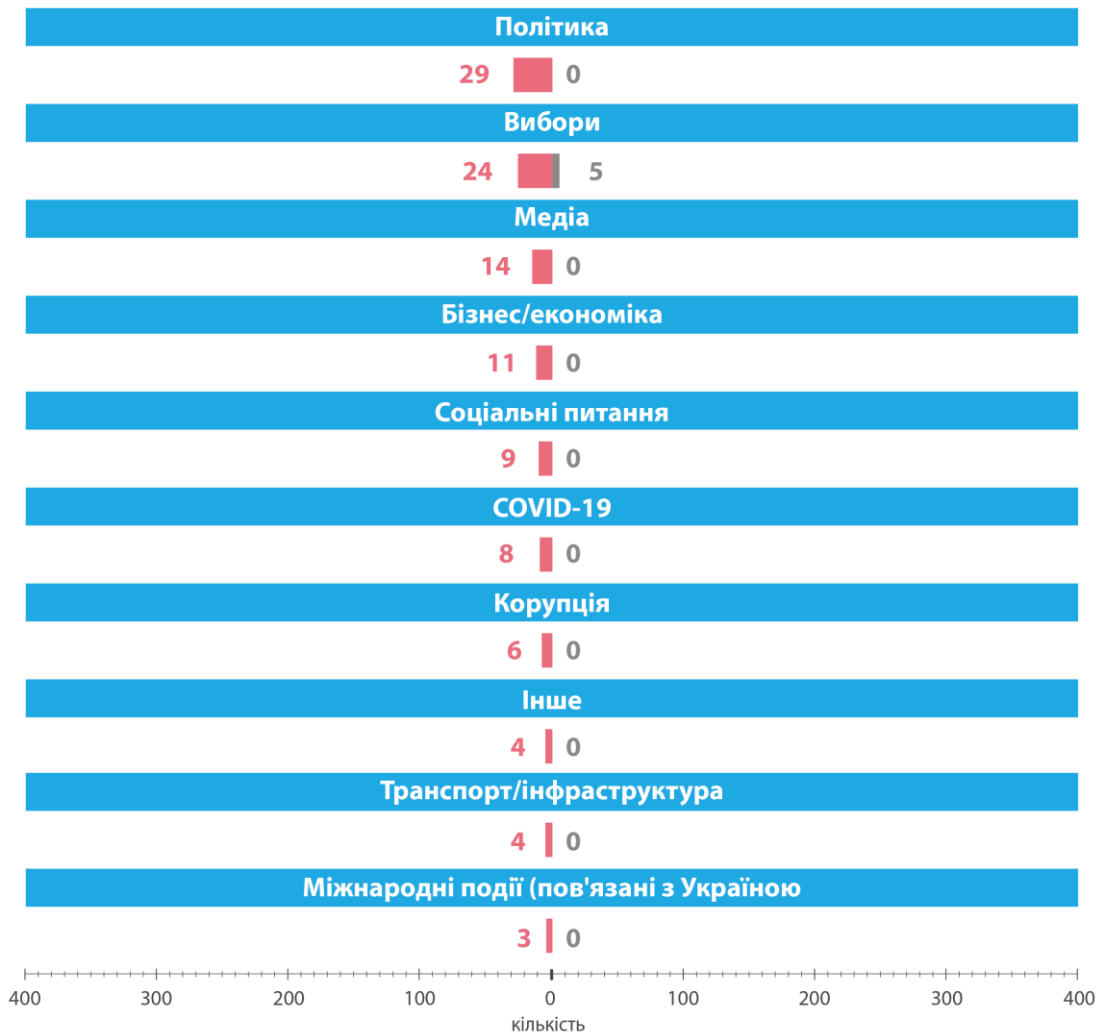 Політика
29 0
Вибори
24 5
Медіа
14 0
Бізнес/економіка
11 0
Соціальні питання
9 0
COVID-19
8 0
Корупція
6 0
Інше
4 0
Транспорт/інфраструктура
4 0
Міжнародні події (пов'язані з Україною
3 0
400 300 200 100 0 100 200 300 400
кількість